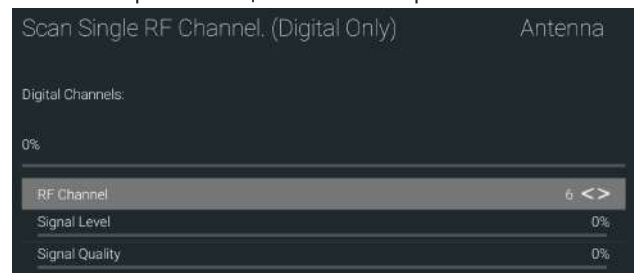 Scan Single RF Channel. (Digital Only) Antenna
Digital Channels:
0%
RF Channel 6 <>
Signal Level 0%
Signal Quality 0%